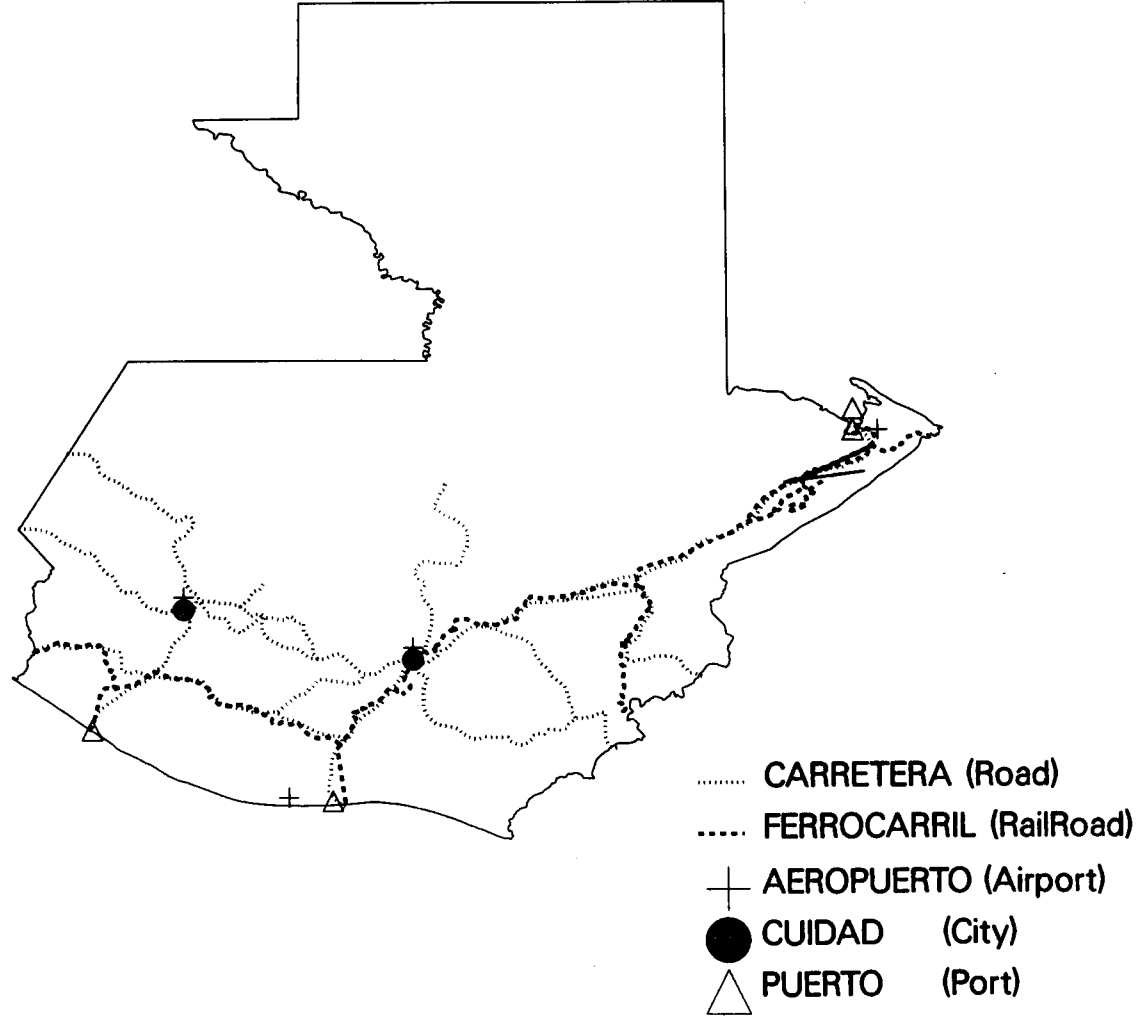 CARRETERA (Road)
FERROCARRIL (RailRoad)
AEROPUERTO (Airport)
CUIDAD (City)
PUERTO (Port)